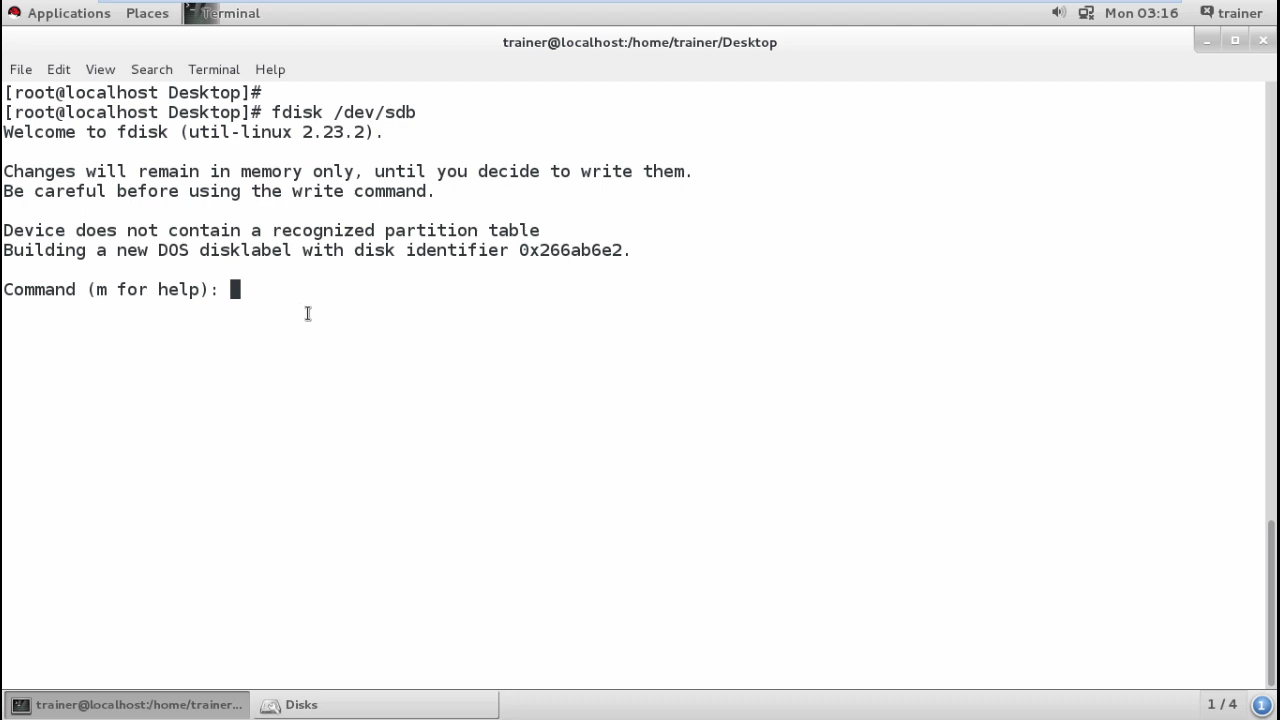 Applications Places Terminal Mon 03:16 trainer
trainer@localhost:/home/trainer/Desktop
File Edit View Search Terminal Help
[root@localhost Desktop]#
[root@localhost Desktop]# fdisk /dev/sdb
Welcome to fdisk (util-linux 2.23.2).
Changes will remain in memory only, until you decide to write them.
Be careful before using the write command.
Device does not contain a recognized partition table
Building a new DOS disklabel with disk identifier 0x266ab6e2.
Command (m for help):
trainer@localhost:/home/trainer... Disks 1 / 4 1